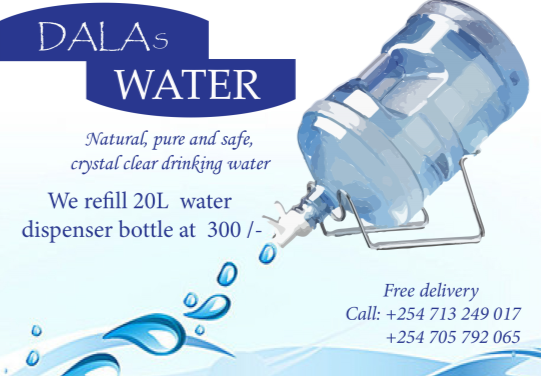 DALAs
WATER
Natural, pure and safe,
crystal clear drinking water
We refill 20L water
dispenser bottle at 300 /-
Free delivery
Call: +254 713 249 017
+254 705 792 065